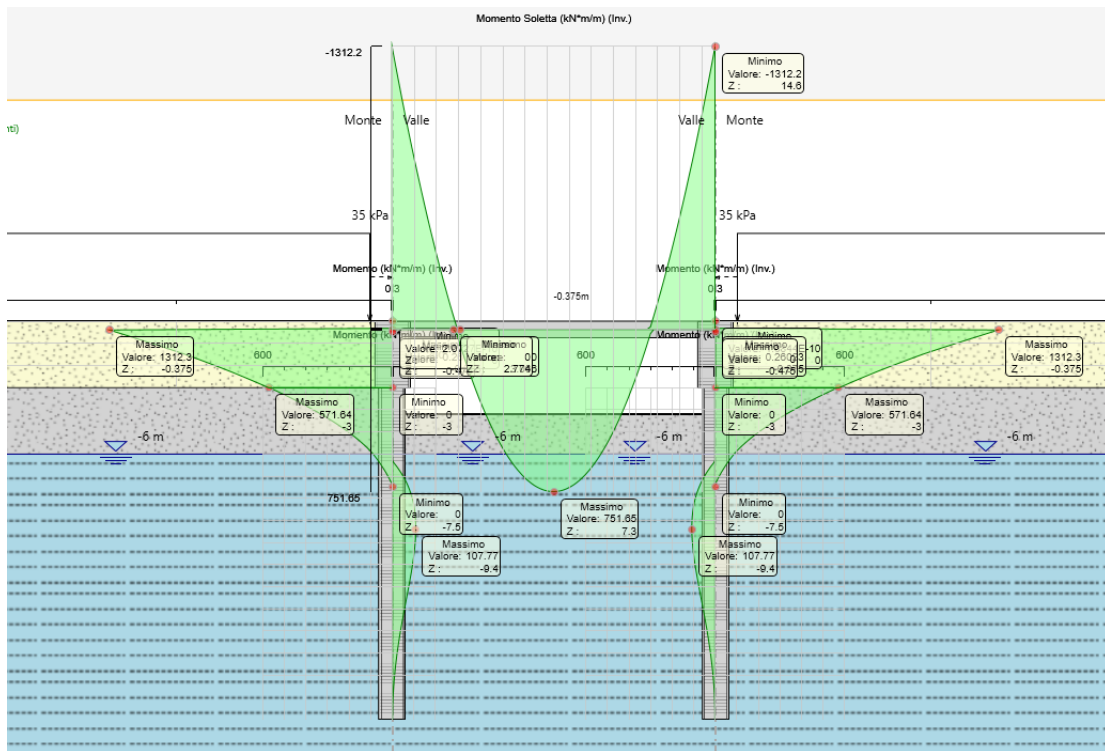 Momento Soletta (kN*m/m) (Inv.)
-1312.2
Minimo
Valore: -1312.2
Z : 14.6
nti)
Monte
Valle
Valle
Monte
35 kPa
35 kPa
Momento (kN*m/m) (Inv.)
Momento (kN*m/m) (Inv.)
-0.375m
Massimo
Valore: 1312.3
Z : -0.375
600
600
600
Massimo
Valore: 1312.3
Z : -0.375
Massimo
Valore: 571.64
Z : -3
Minimo
Valore: 0
Z : -3
Minimo
Valore: 0
Z : -3
Massimo
Valore: 571.64
Z : -3
-6 m
-6 m
-6 m
-6 m
751.65
Minimo
Valore: 0
Z : -7.5
Massimo
Valore: 751.65
Z : 7.3
Minimo
Valore: 0
Z : -7.5
Massimo
Valore: 107.77
Z : -9.4
Massimo
Valore: 107.77
Z : -9.4